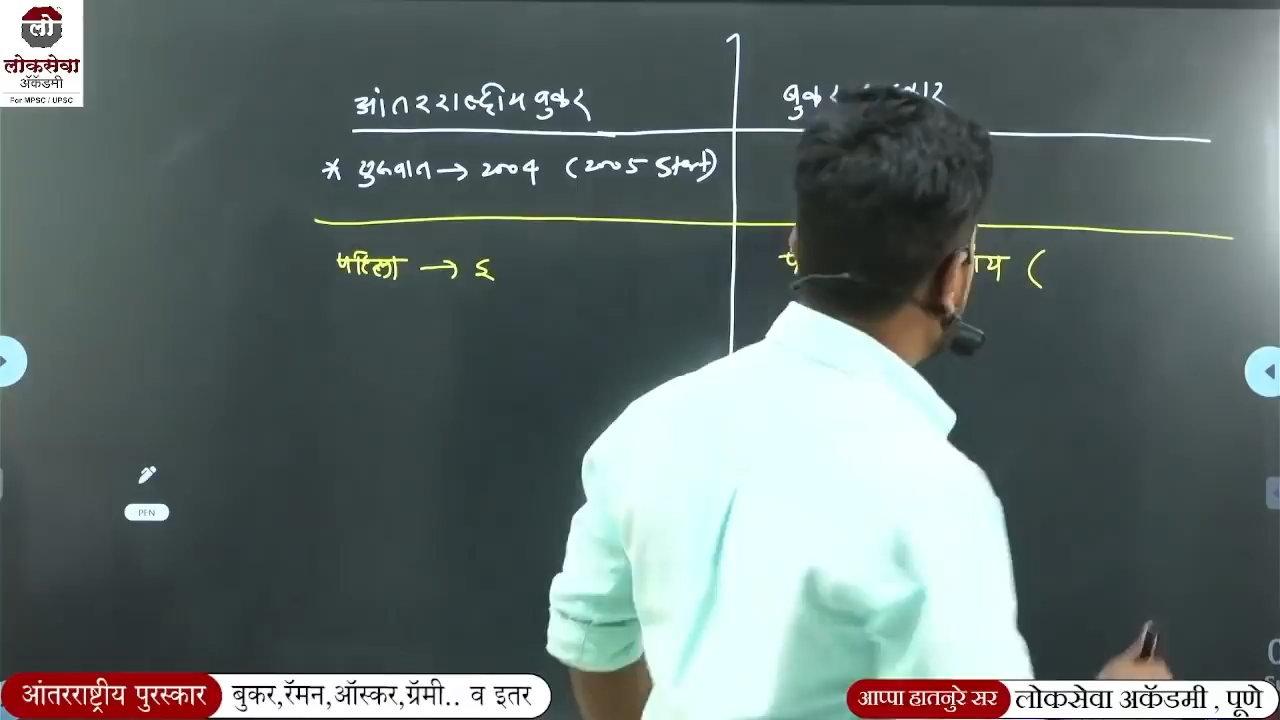 लो
लोकसेवा
अ‍ॅकॅडमी
For MPSC / UPSC
आंतरराष्ट्रीय बुकर
बुकर
* सुरुवात → 2004 (2005 Start)
पहिला → इ
PEN
आंतरराष्ट्रीय पुरस्कार
बुकर,रॅमन,ऑस्कर,ग्रॅमी.. व इतर
आप्पा हातनुरे सर
लोकसेवा अकॅडमी , पूणे